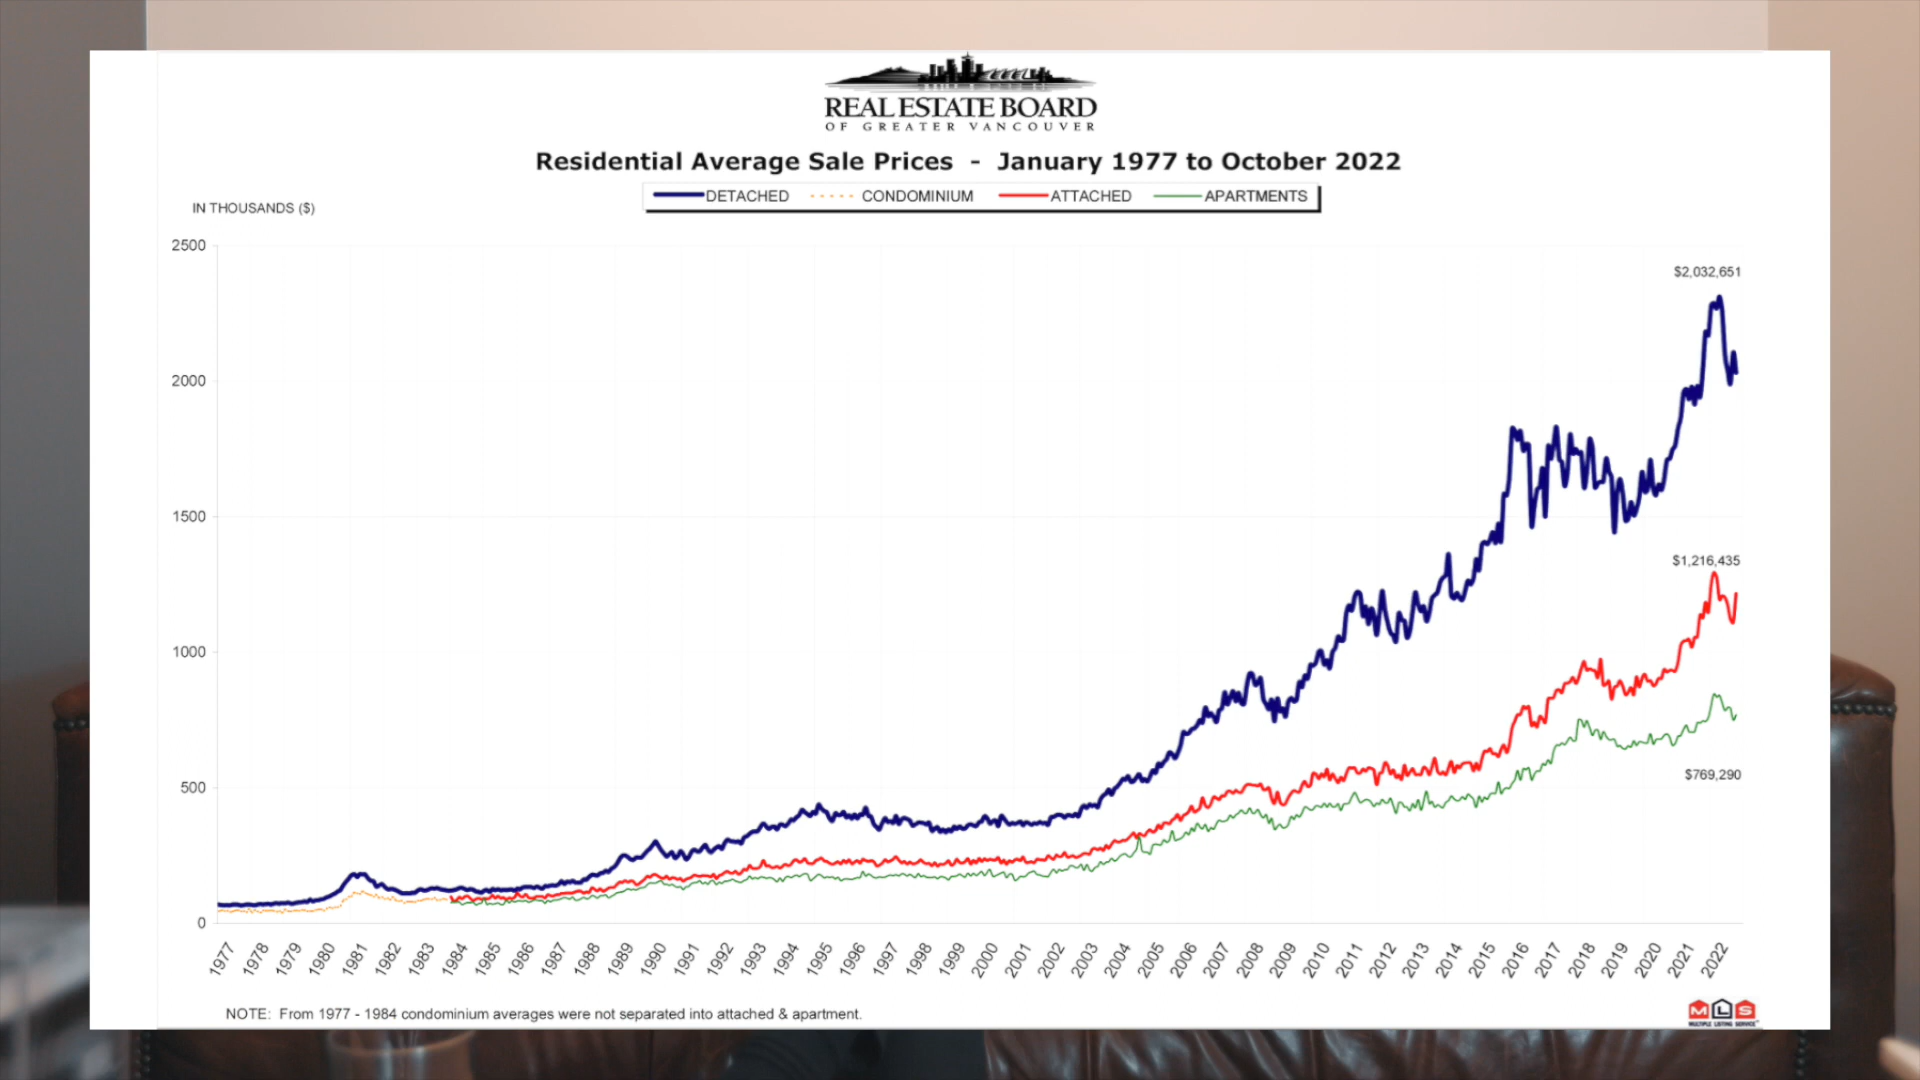 REAL ESTATE BOARD
OF GREATER VANCOUVER
Residential Average Sale Prices - January 1977 to October 2022
DETACHED CONDOMINIUM ATTACHED APARTMENTS
IN THOUSANDS ($)
2500
$2,032,651
2000
1500
$1,216,435
1000
500
$769,290
0
1977 1978 1979 1980 1981 1982 1983 1984 1985 1986 1987 1988 1989 1990 1991 1992 1993 1994 1995 1996 1997 1998 1999 2000 2001 2002 2003 2004 2005 2006 2007 2008 2009 2010 2011 2012 2013 2014 2015 2016 2017 2018 2019 2020 2021 2022
NOTE: From 1977 - 1984 condominium averages were not separated into attached & apartment.
MLS
MULTIPLE LISTING SERVICE